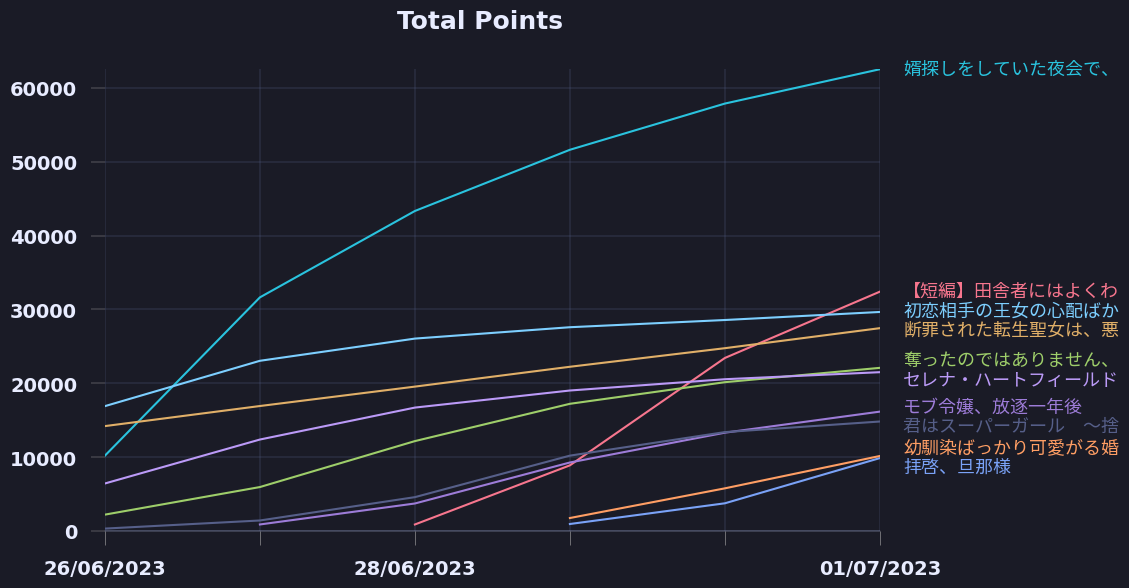 Total Points
60000
50000
40000
30000
20000
10000
0
26/06/2023
28/06/2023
01/07/2023
婿探しをしていた夜会で、
【短編】田舎者にはよくわ
初恋相手の王女の心配ばか
断罪された転生聖女は、悪
奪ったのではありません、
セレナ・ハートフィールド
モブ令嬢、放逐一年後
君はスーパーガール　～捨
幼馴染ばっかり可愛がる婚
拝啓、旦那様